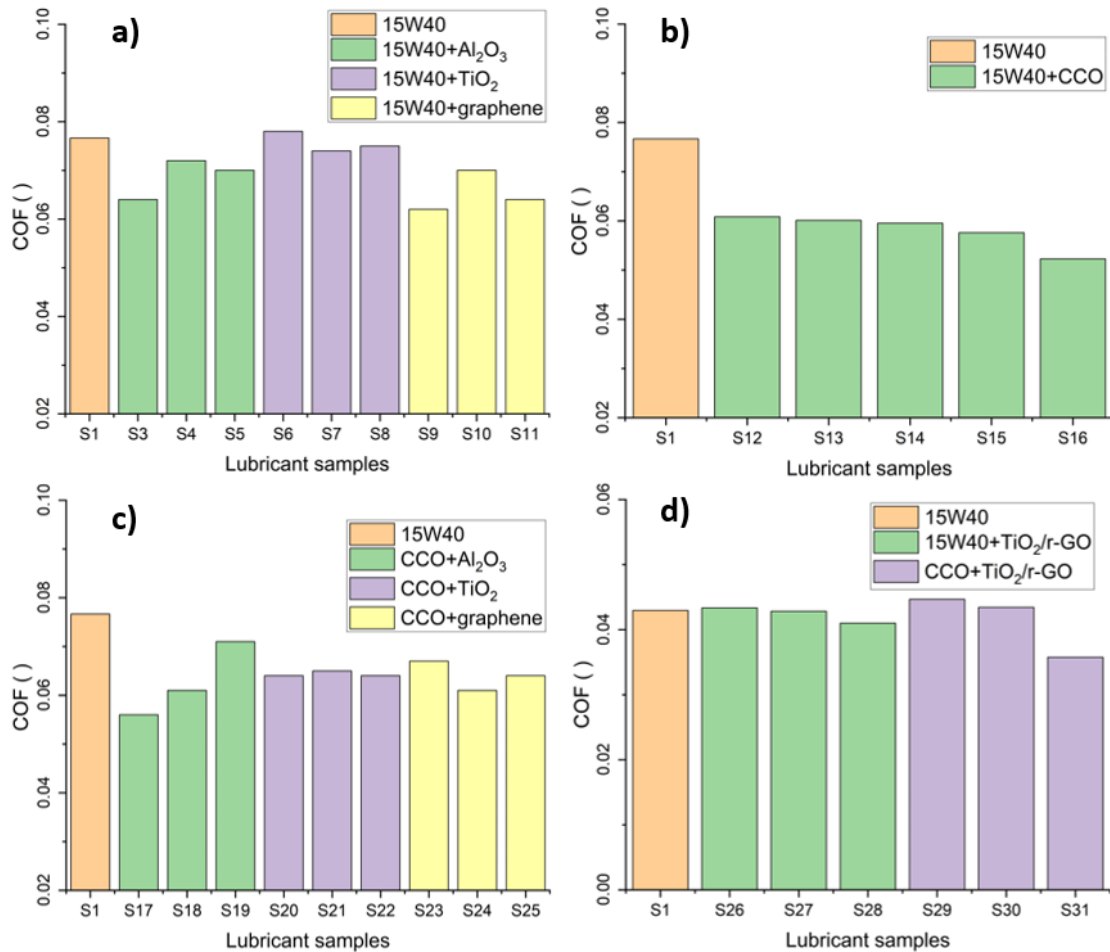 a)
15W40
15W40+Al₂O₃
15W40+TiO₂
15W40+graphene
COF ( )
0.10
0.08
0.06
0.04
0.02
S1 S3 S4 S5 S6 S7 S8 S9 S10 S11
Lubricant samples
b)
15W40
15W40+CCO
COF ( )
0.10
0.08
0.06
0.04
0.02
S1 S12 S13 S14 S15 S16
Lubricant samples
c)
15W40
CCO+Al₂O₃
CCO+TiO₂
CCO+graphene
COF ( )
0.10
0.08
0.06
0.04
0.02
S1 S17 S18 S19 S20 S21 S22 S23 S24 S25
Lubricant samples
d)
15W40
15W40+TiO₂/r-GO
CCO+TiO₂/r-GO
COF ( )
0.06
0.04
0.02
0.00
S1 S26 S27 S28 S29 S30 S31
Lubricant samples